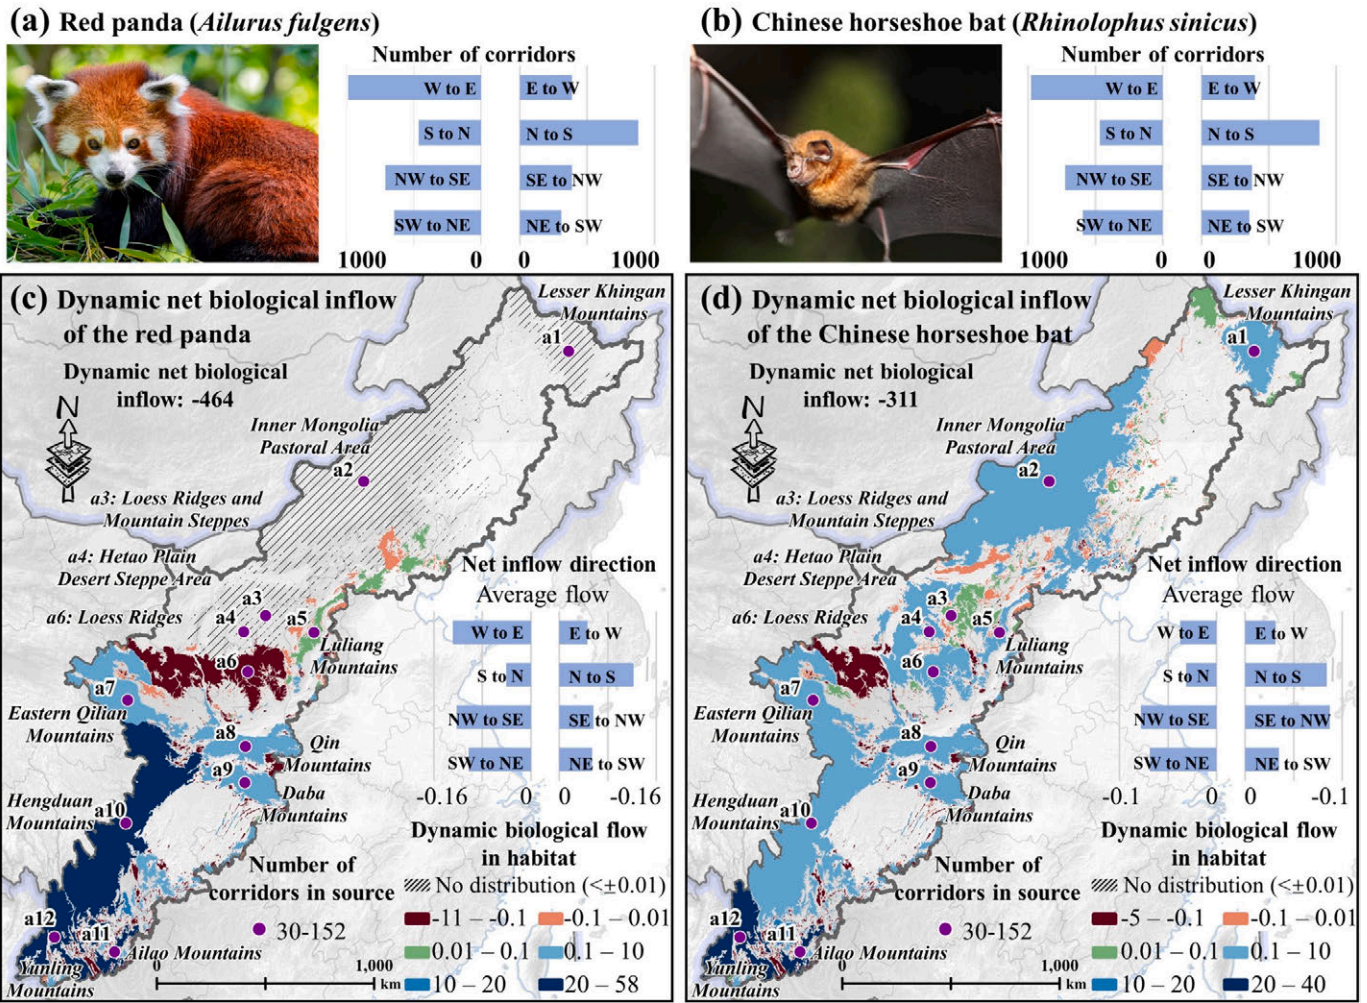 (a) Red panda (Ailurus fulgens)
Number of corridors
W to E
E to W
S to N
N to S
NW to SE
SE to NW
SW to NE
NE to SW
1000
0
0
1000
(b) Chinese horseshoe bat (Rhinolophus sinicus)
Number of corridors
W to E
E to W
S to N
N to S
NW to SE
SE to NW
SW to NE
NE to SW
1000
0
0
1000
(c) Dynamic net biological inflow
of the red panda
Dynamic net biological
inflow: -464
N
Lesser Khingan
Mountains
a1
Inner Mongolia
Pastoral Area
a2
a3: Loess Ridges and
Mountain Steppes
a4: Hetao Plain
Desert Steppe Area
a6: Loess Ridges
a3
a4
a5
Luliang
Mountains
a6
a7
Eastern Qilian
Mountains
a8
Qin
Mountains
a9
Daba
Mountains
Hengduan
Mountains
a10
a12
a11
Ailao Mountains
Yunling
Mountains
Net inflow direction
Average flow
W to E
E to W
S to N
N to S
NW to SE
SE to NW
SW to NE
NE to SW
-0.16
0
0
-0.16
Number of
corridors in source
30-152
Dynamic biological flow
in habitat
No distribution (<±0.01)
-11 – -0.1
-0.1 – 0.01
0.01 – 0.1
0.1 – 10
10 – 20
20 – 58
0
1,000
km
(d) Dynamic net biological inflow
of the Chinese horseshoe bat
Dynamic net biological
inflow: -311
N
Lesser Khingan
Mountains
a1
Inner Mongolia
Pastoral Area
a2
a3: Loess Ridges and
Mountain Steppes
a4: Hetao Plain
Desert Steppe Area
a6: Loess Ridges
a3
a4
a5
Luliang
Mountains
a6
a7
Eastern Qilian
Mountains
a8
Qin
Mountains
a9
Daba
Mountains
Hengduan
Mountains
a10
a12
a11
Ailao Mountains
Yunling
Mountains
Net inflow direction
Average flow
W to E
E to W
S to N
N to S
NW to SE
SE to NW
SW to NE
NE to SW
-0.1
0
0
-0.1
Number of
corridors in source
30-152
Dynamic biological flow
in habitat
No distribution (<±0.01)
-5 – -0.1
-0.1 – 0.01
0.01 – 0.1
0.1 – 10
10 – 20
20 – 40
0
1,000
km